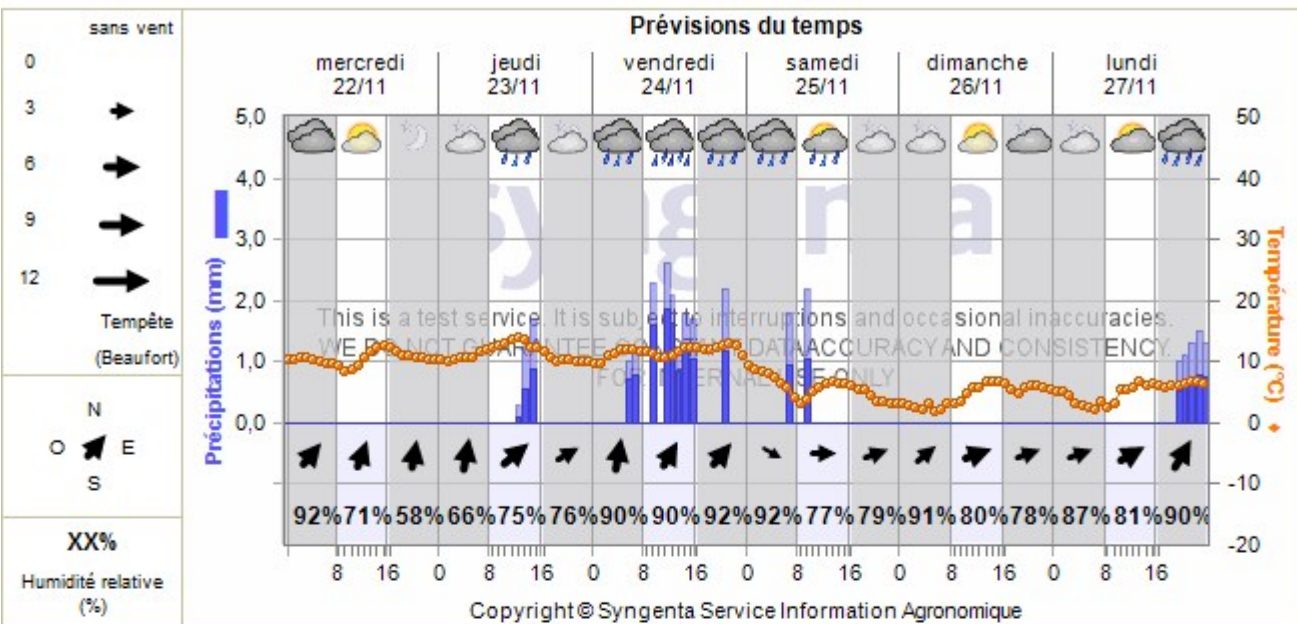 Prévisions du temps
sans vent
0
3
6
9
12
Tempête
(Beaufort)
N
O E
S
XX%
Humidité relative
(%)
mercredi jeudi vendredi samedi dimanche lundi
22/11 23/11 24/11 25/11 26/11 27/11
Précipitations (mm)
5,0
4,0
3,0
2,0
1,0
0,0
syngenta
This is a test service. It is subject to interruptions and occasional inaccuracies.
WE DO NOT GUARANTEE CONSTANT DATA ACCURACY AND CONSISTENCY.
FOR INTERNAL USE ONLY
50
40
30
20
10
0
-10
-20
Température (°C)
92% 71% 58% 66% 75% 76% 90% 90% 92% 92% 77% 79% 91% 80% 78% 87% 81% 90%
8 16 0 8 16 0 8 16 0 8 16 0 8 16 0 8 16
Copyright © Syngenta Service Information Agronomique